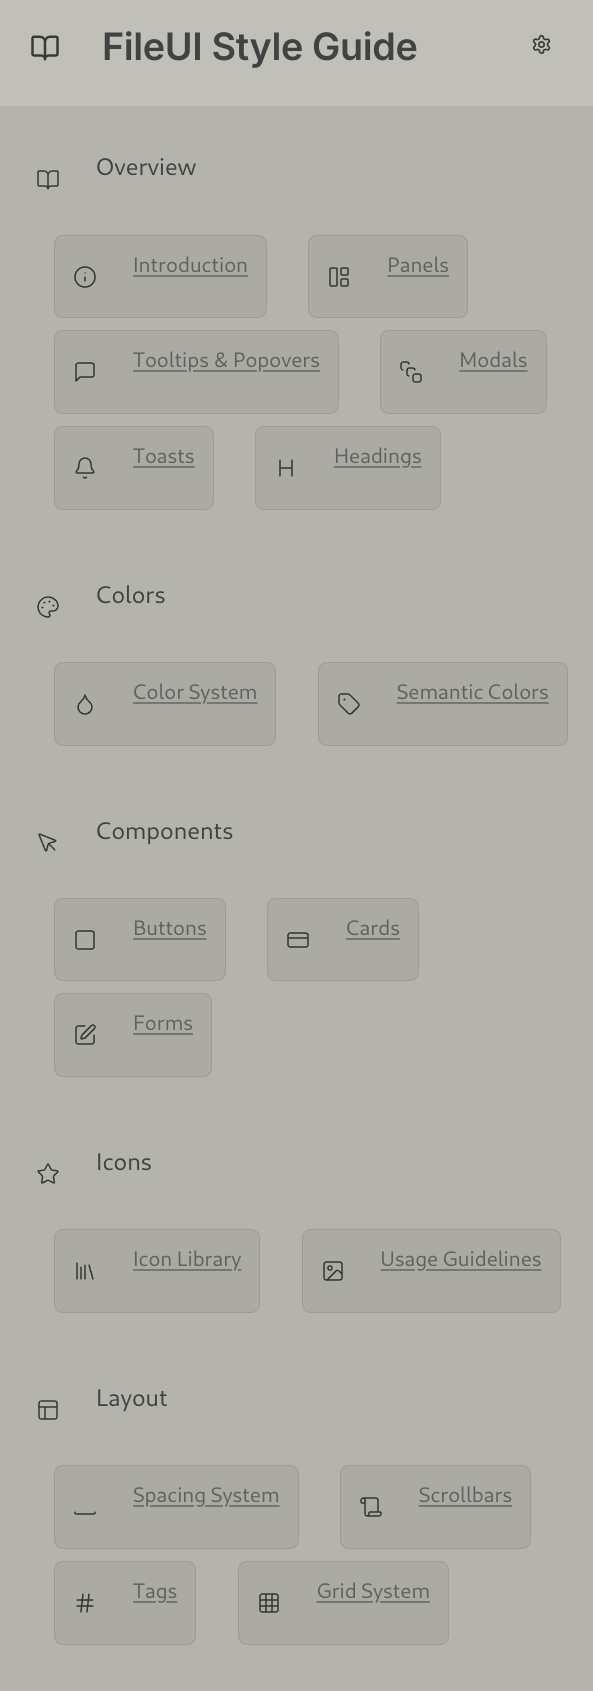 FileUI Style Guide
Overview
Introduction
Panels
Tooltips & Popovers
Modals
Toasts
Headings
Colors
Color System
Semantic Colors
Components
Buttons
Cards
Forms
Icons
Icon Library
Usage Guidelines
Layout
Spacing System
Scrollbars
Tags
Grid System